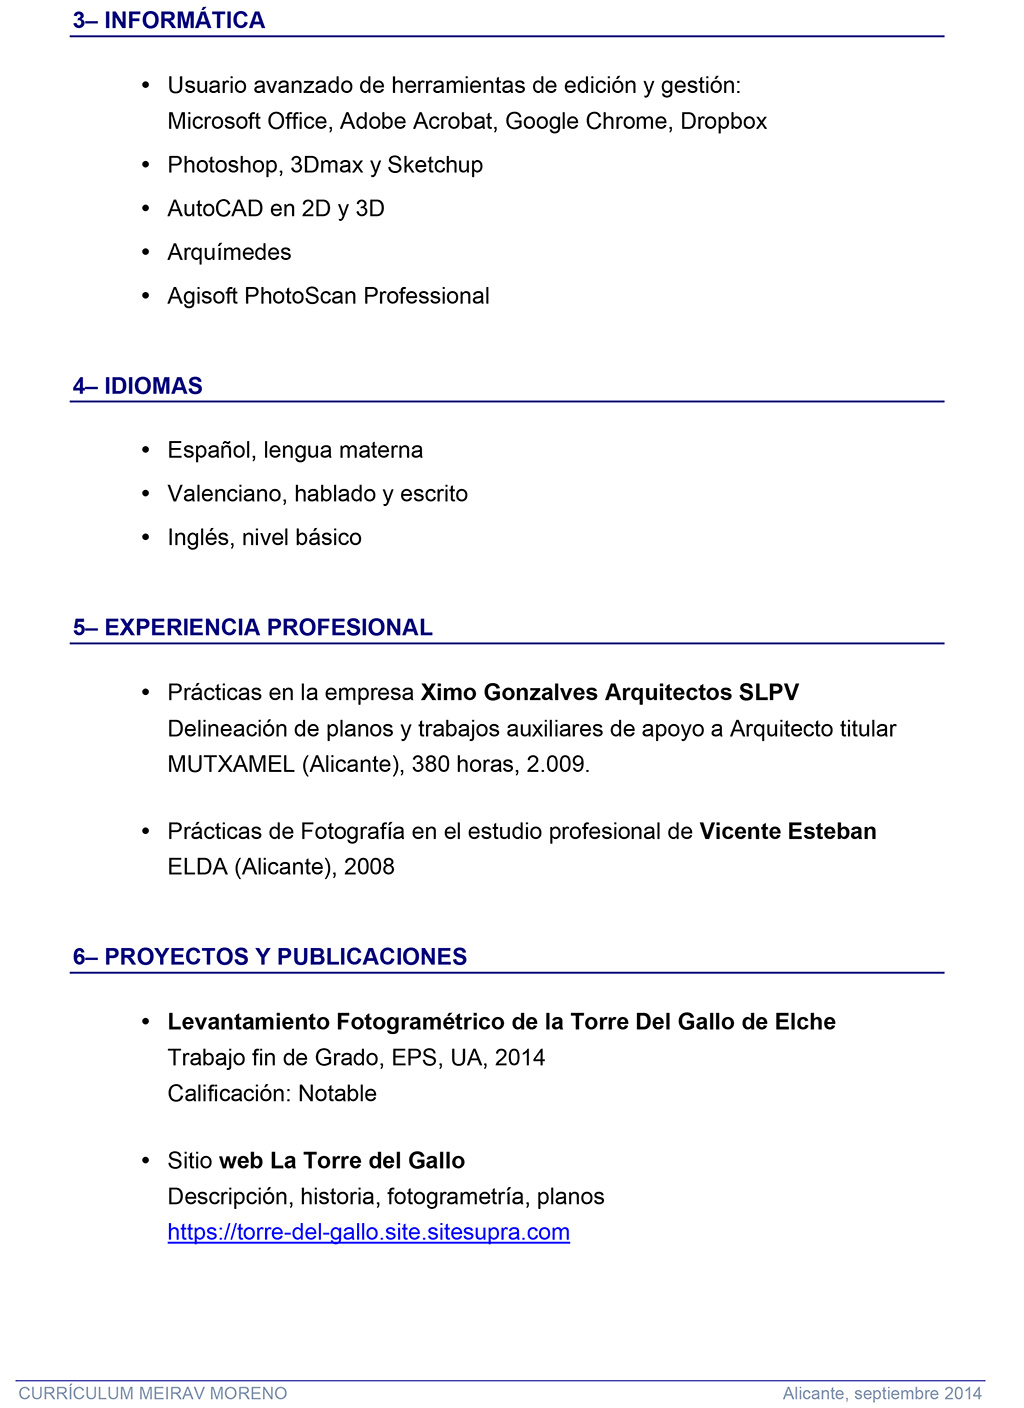 3– INFORMÁTICA
• Usuario avanzado de herramientas de edición y gestión:
Microsoft Office, Adobe Acrobat, Google Chrome, Dropbox
• Photoshop, 3Dmax y Sketchup
• AutoCAD en 2D y 3D
• Arquímedes
• Agisoft PhotoScan Professional
4– IDIOMAS
• Español, lengua materna
• Valenciano, hablado y escrito
• Inglés, nivel básico
5– EXPERIENCIA PROFESIONAL
• Prácticas en la empresa Ximo Gonzalves Arquitectos SLPV
Delineación de planos y trabajos auxiliares de apoyo a Arquitecto titular
MUTXAMEL (Alicante), 380 horas, 2.009.
• Prácticas de Fotografía en el estudio profesional de Vicente Esteban
ELDA (Alicante), 2008
6– PROYECTOS Y PUBLICACIONES
• Levantamiento Fotogramétrico de la Torre Del Gallo de Elche
Trabajo fin de Grado, EPS, UA, 2014
Calificación: Notable
• Sitio web La Torre del Gallo
Descripción, historia, fotogrametría, planos
https://torre-del-gallo.site.sitesupra.com
CURRÍCULUM MEIRAV MORENO Alicante, septiembre 2014